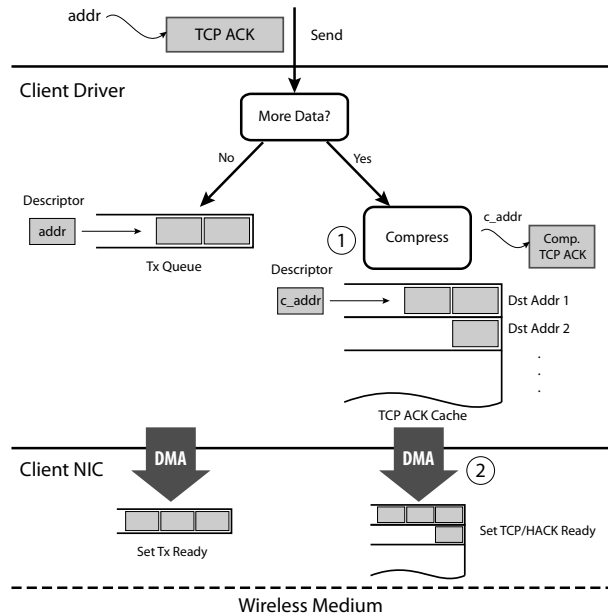 addr
TCP ACK
Send
Client Driver
More Data?
No
Yes
Descriptor
addr
Tx Queue
1
Compress
c_addr
Comp.
TCP ACK
Descriptor
c_addr
Dst Addr 1
Dst Addr 2
.
.
.
TCP ACK Cache
DMA
DMA
Client NIC
2
Set Tx Ready
Set TCP/HACK Ready
Wireless Medium